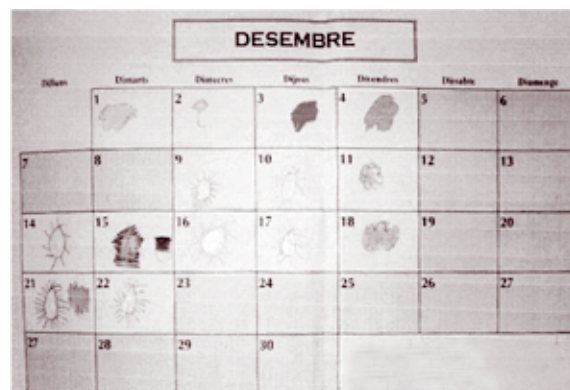 DESEMBRE
Dilluns Dimarts Dimecres Dijous Divendres Dissabte Diumenge
1 2 3 4 5 6
7 8 9 10 11 12 13
14 15 16 17 18 19 20
21 22 23 24 25 26 27
27 28 29 30